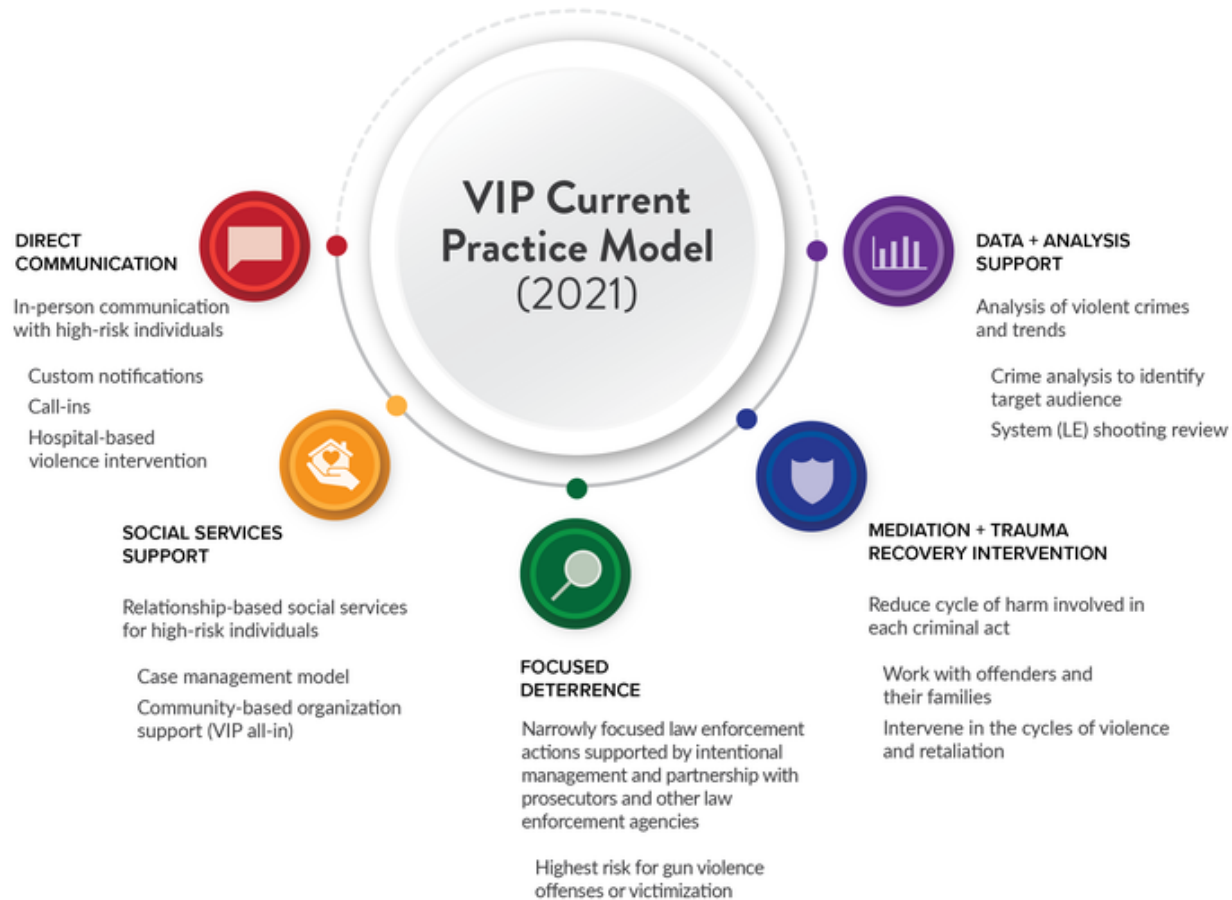 VIP Current
Practice Model
(2021)
DIRECT
COMMUNICATION
In-person communication
with high-risk individuals
Custom notifications
Call-ins
Hospital-based
violence intervention
SOCIAL SERVICES
SUPPORT
Relationship-based social services
for high-risk individuals
Case management model
Community-based organization
support (VIP all-in)
FOCUSED
DETERRENCE
Narrowly focused law enforcement
actions supported by intentional
management and partnership with
prosecutors and other law
enforcement agencies
Highest risk for gun violence
offenses or victimization
MEDIATION + TRAUMA
RECOVERY INTERVENTION
Reduce cycle of harm involved in
each criminal act
Work with offenders and
their families
Intervene in the cycles of violence
and retaliation
DATA + ANALYSIS
SUPPORT
Analysis of violent crimes
and trends
Crime analysis to identify
target audience
System (LE) shooting review